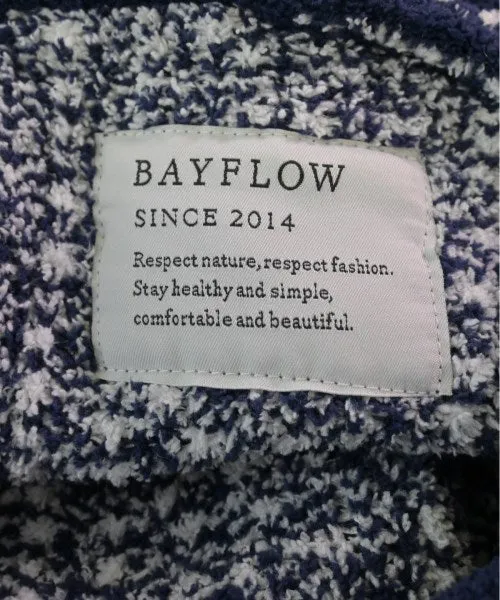 BAYFLOW
SINCE 2014
Respect nature, respect fashion.
Stay healthy and simple,
comfortable and beautiful.